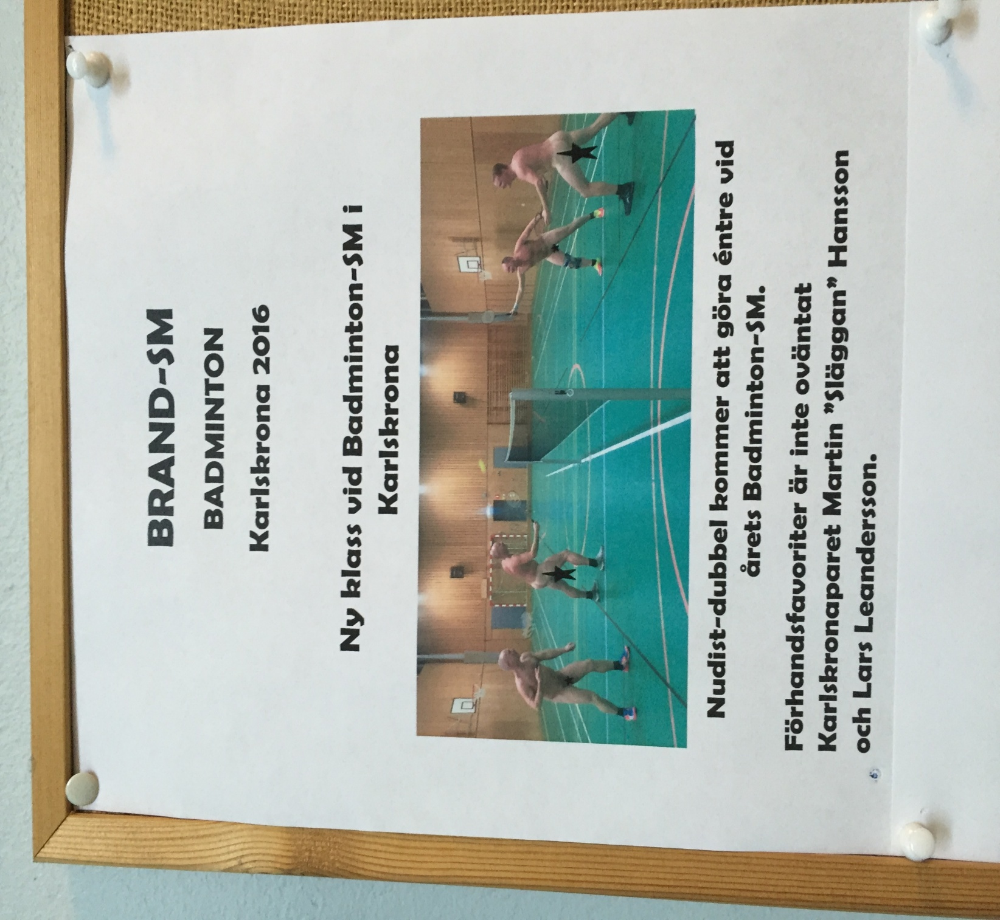 BRAND-SM
BADMINTON
Karlskrona 2016
Ny klass vid Badminton-SM i
Karlskrona
Nudist-dubbel kommer att göra éntre vid
årets Badminton-SM.
Förhandsfavoriter är inte oväntat
Karlskronaparet Martin ”Släggan” Hansson
och Lars Leandersson.